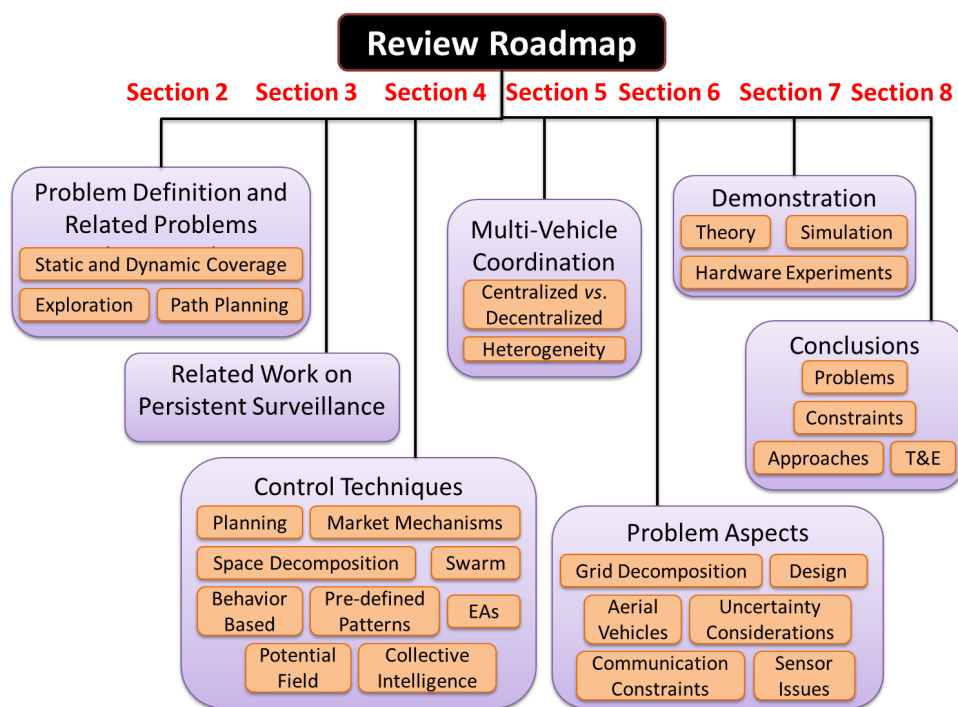 Review Roadmap
Section 2
Section 3
Section 4
Section 5
Section 6
Section 7
Section 8
Problem Definition and
Related Problems
Static and Dynamic Coverage
Exploration
Path Planning
Related Work on
Persistent Surveillance
Control Techniques
Planning
Market Mechanisms
Space Decomposition
Swarm
Behavior
Based
Pre-defined
Patterns
EAs
Potential
Field
Collective
Intelligence
Multi-Vehicle
Coordination
Centralized vs.
Decentralized
Heterogeneity
Problem Aspects
Grid Decomposition
Design
Aerial
Vehicles
Uncertainty
Considerations
Communication
Constraints
Sensor
Issues
Demonstration
Theory
Simulation
Hardware Experiments
Conclusions
Problems
Constraints
Approaches
T&E